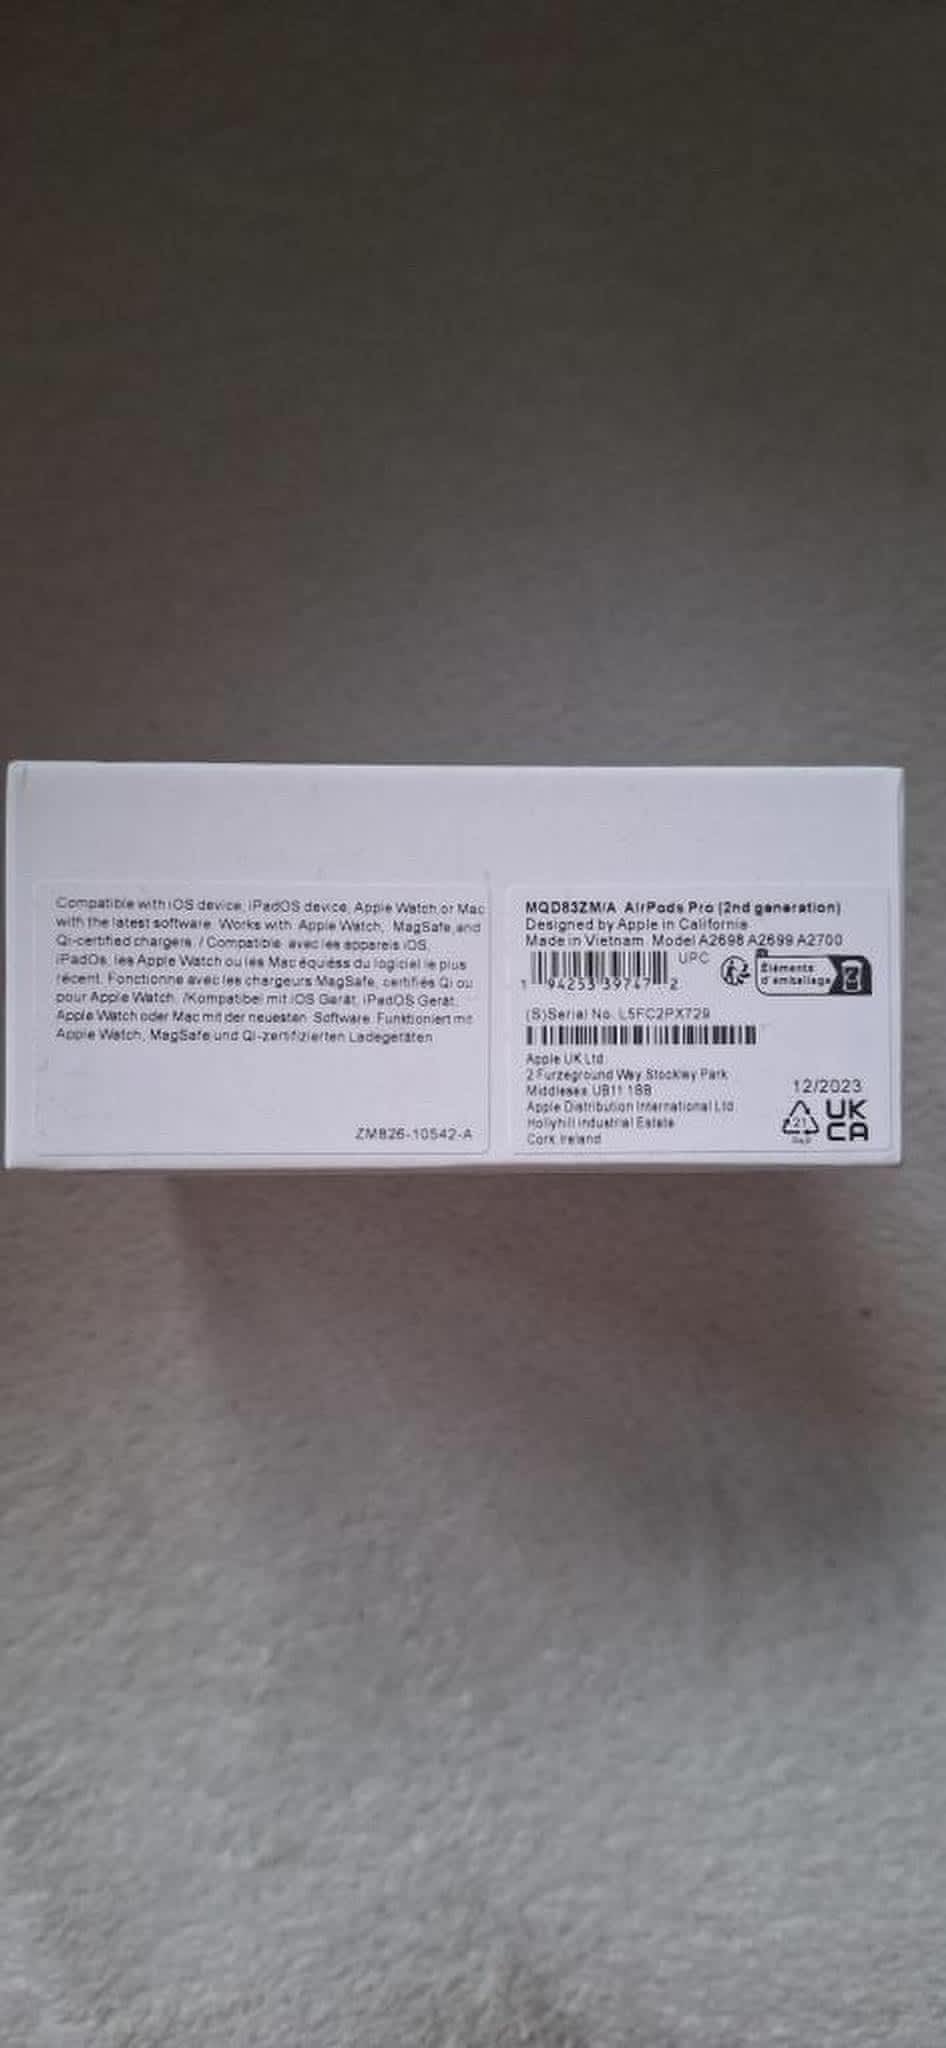 Compatible with iOS device, iPadOS device, Apple Watch or Mac
with the latest software. Works with Apple Watch, MagSafe and
Qi-certified chargers. / Compatible avec les appareils iOS,
iPadOs, les Apple Watch ou les Mac équiéss du logiciel le plus
récent. Fonctionne avec les chargeurs MagSafe, certifiés Qi ou
pour Apple Watch. /Kompatibel mit iOS Gerät, iPadOS Gerät,
Apple Watch oder Mac mit der neuesten Software. Funktioniert mit
Apple Watch, MagSafe und Qi-zertifizierten Ladegeräten
ZM826-10542-A
MQD83ZM/A AirPods Pro (2nd generation)
Designed by Apple in California
Made in Vietnam Model A2698 A2699 A2700
UPC
1 94253 39747 2
Éléments
d'emballage
(S)Serial No. L5FC2PX729
Apple UK Ltd
2 Furzeground Way Stockley Park
Middlesex UB11 1BB
Apple Distribution International Ltd
Hollyhill Industrial Estate
Cork Ireland
12/2023
21
UK
CA